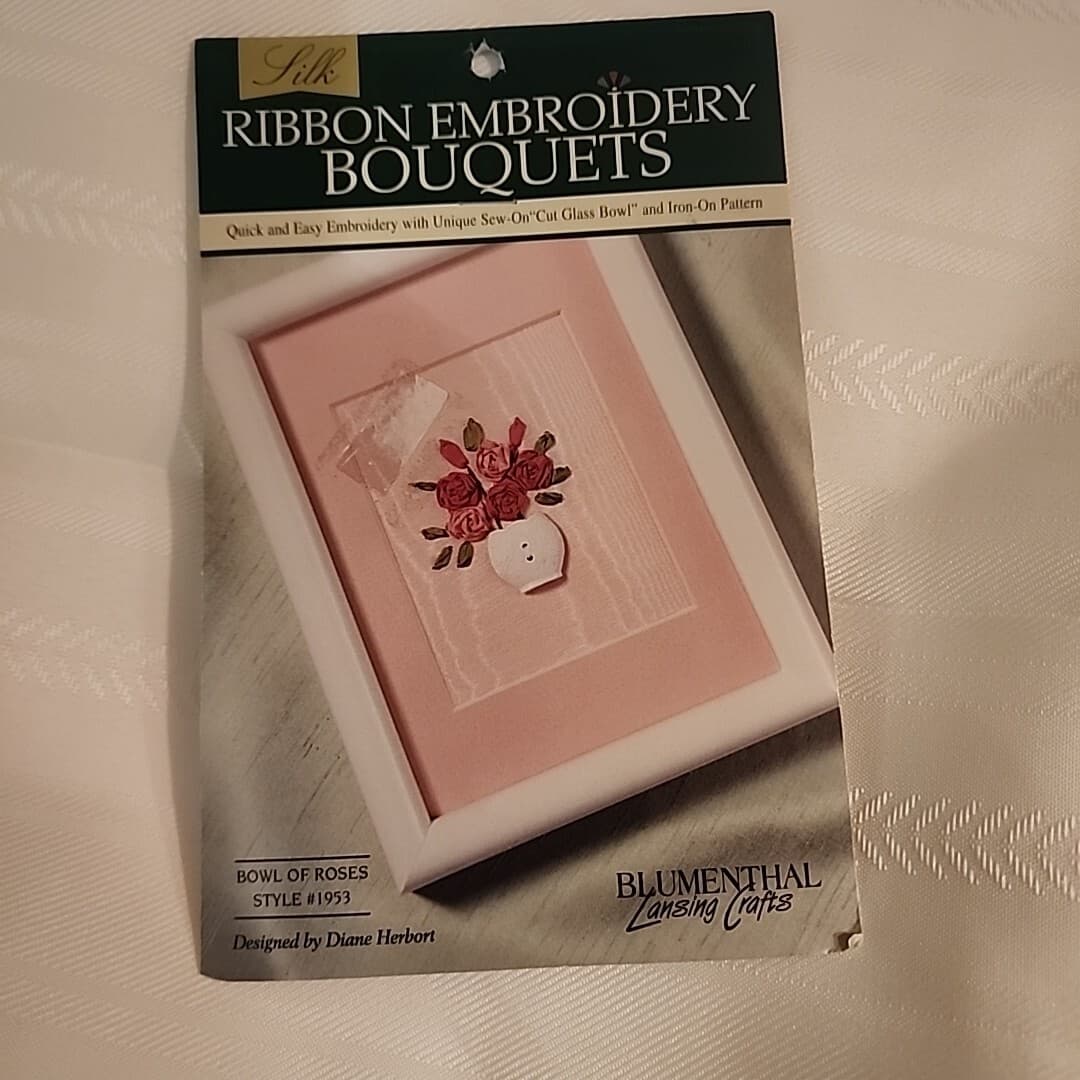 Silk
RIBBON EMBROIDERY
BOUQUETS
Quick and Easy Embroidery with Unique Sew-On"Cut Glass Bowl" and Iron-On Pattern
BOWL OF ROSES
STYLE #1953
Designed by Diane Herbort
BLUMENTHAL
Lansing Crafts